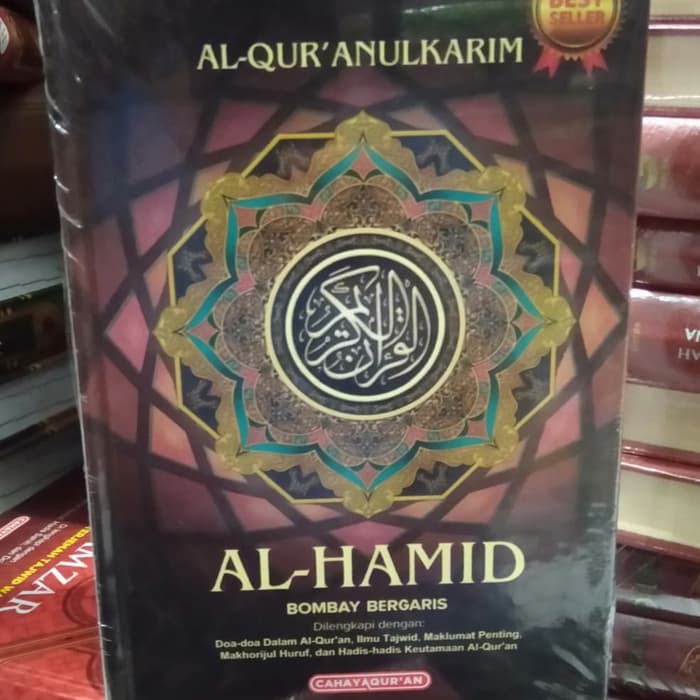 BEST
SELLER
AL-QUR'ANULKARIM
القرآن الكريم
AL-HAMID
BOMBAY BERGARIS
Dilengkapi dengan:
Doa-doa Dalam Al-Qur'an, Ilmu Tajwid, Maklumat Penting,
Makhorijul Huruf, dan Hadis-hadis Keutamaan Al-Qur'an
CAHAYAQUR'AN